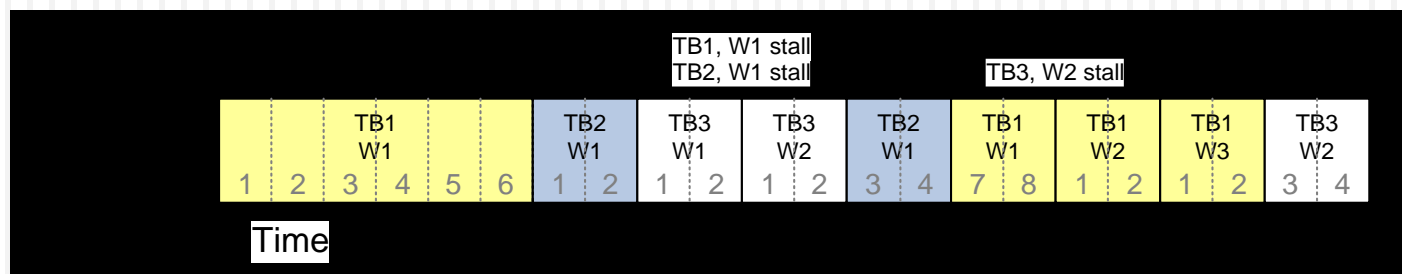 TB1, W1 stall
TB2, W1 stall
TB3, W2 stall
TB1 TB2 TB3 TB3 TB2 TB1 TB1 TB1 TB3
W1 W1 W1 W2 W1 W1 W2 W3 W2
1 2 3 4 5 6 1 2 1 2 1 2 3 4 7 8 1 2 1 2 3 4
Time